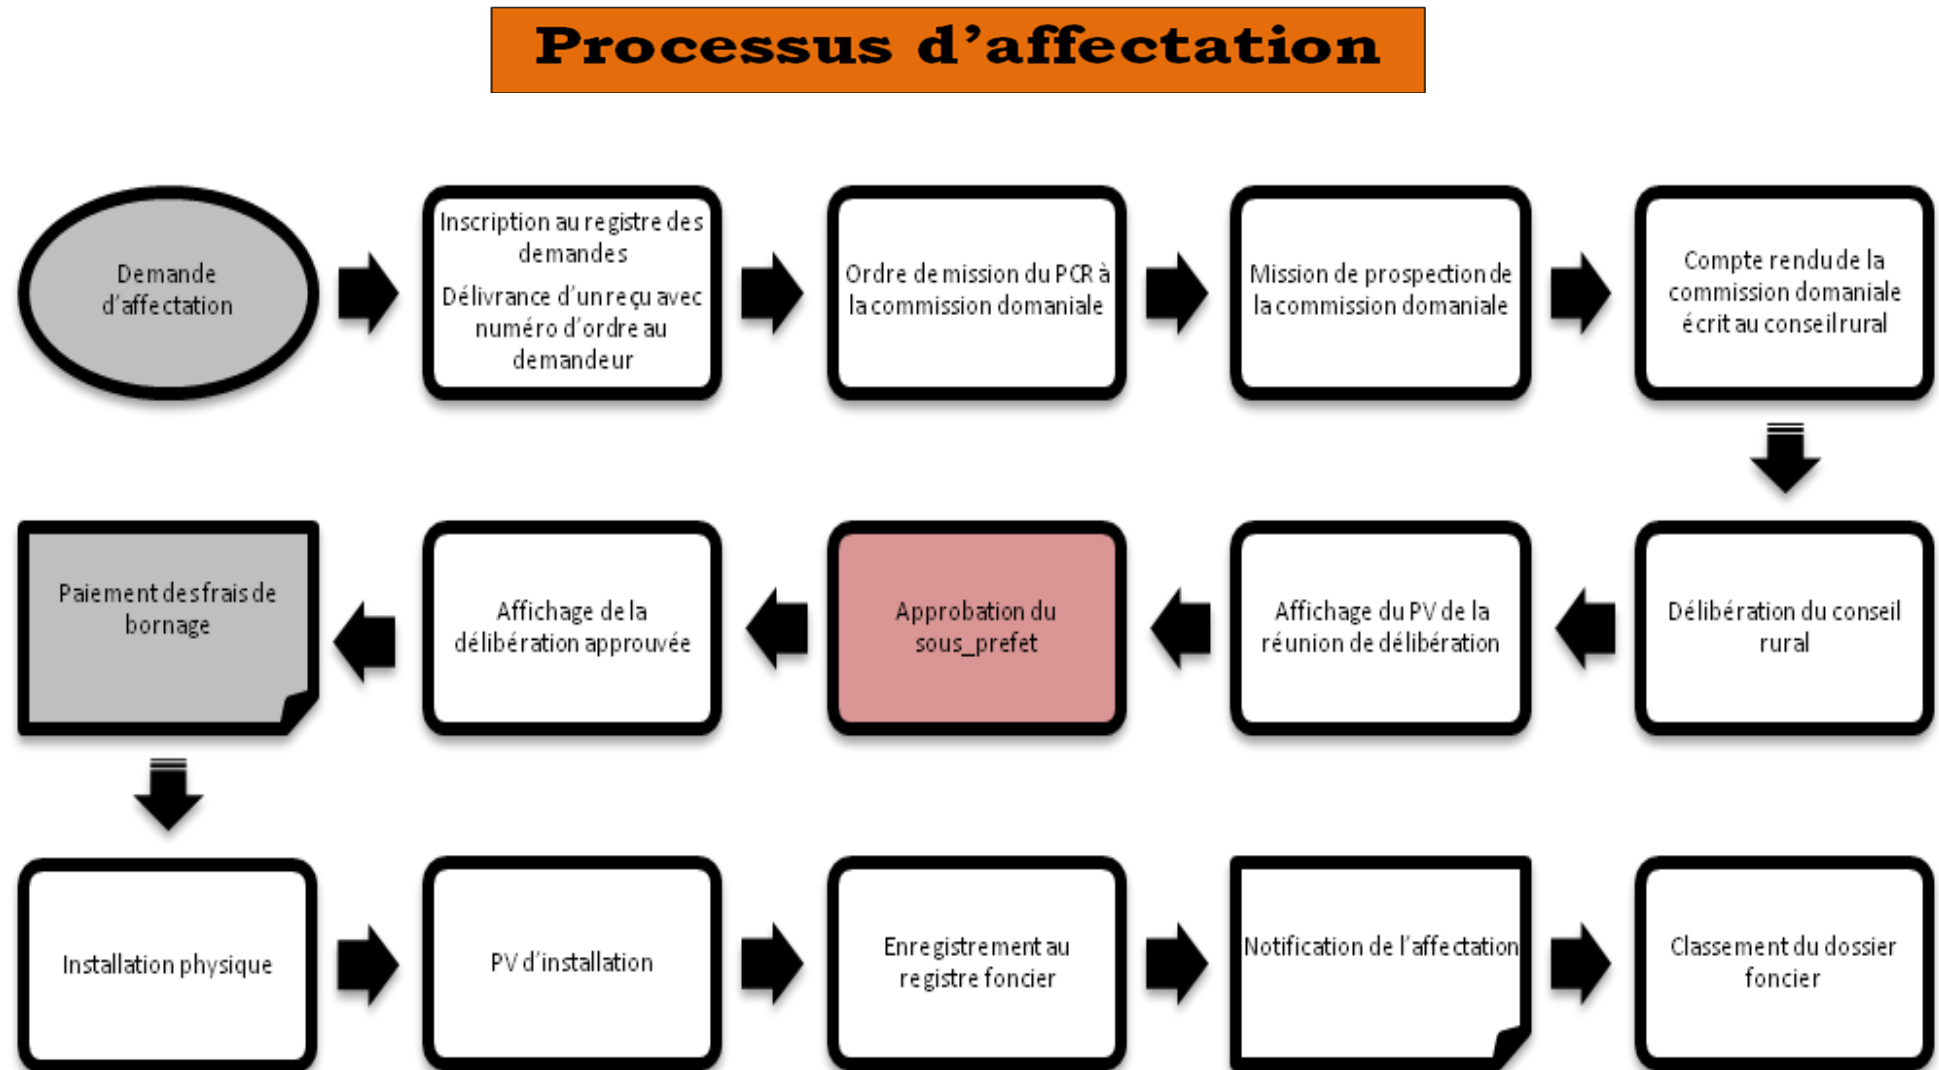 Processus d'affectation
Demande
d'affectation
Inscription au registre des
demandes
Délivrance d'un reçu avec
numéro d'ordre au
demandeur
Ordre de mission du PCR à
la commission domaniale
Mission de prospection de
la commission domaniale
Compte rendu de la
commission domaniale
écrit au conseil rural
Délibération du conseil
rural
Affichage du PV de la
réunion de délibération
Approbation du
sous_prefet
Affichage de la
délibération approuvée
Paiement des frais de
bornage
Installation physique
PV d'installation
Enregistrement au
registre foncier
Notification de l'affectation
Classement du dossier
foncier